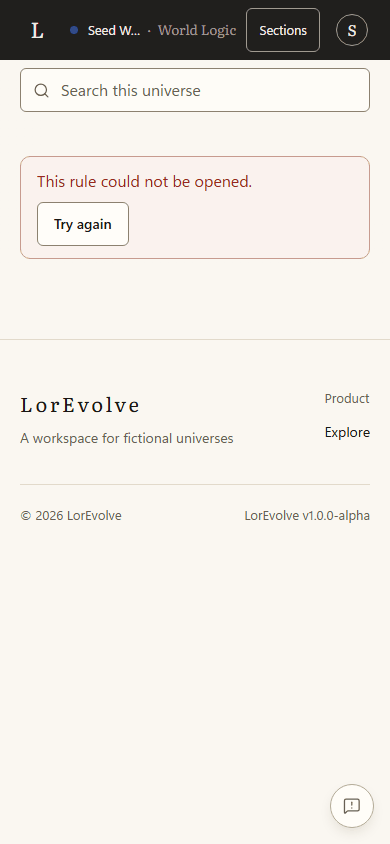 L
Seed W... · World Logic
Sections
S
Search this universe
This rule could not be opened.
Try again
LorEvolve
A workspace for fictional universes
Product
Explore
© 2026 LorEvolve
LorEvolve v1.0.0-alpha